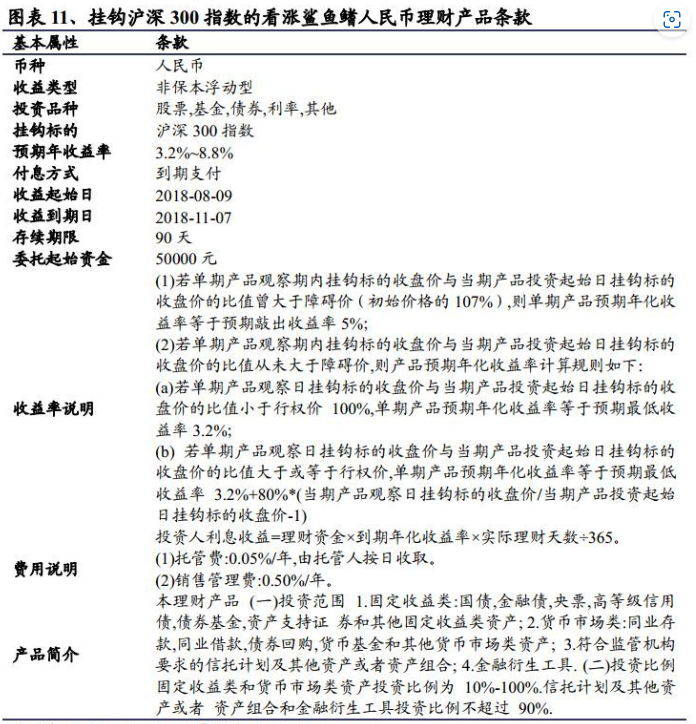 图表 11、挂钩沪深 300 指数的看涨鲨鱼鳍人民币理财产品条款
基本属性 条款
币种 人民币
收益类型 非保本浮动型
投资品种 股票,基金,债券,利率,其他
挂钩标的 沪深 300 指数
预期年收益率 3.2%~8.8%
付息方式 到期支付
收益起始日 2018-08-09
收益到期日 2018-11-07
存续期限 90 天
委托起始资金 50000 元
收益率说明
(1)若单期产品观察期内挂钩标的收盘价与当期产品投资起始日挂钩标的
收盘价的比值曾大于障碍价(初始价格的 107%),则单期产品预期年化收
益率等于预期敲出收益率 5%;
(2)若单期产品观察期内挂钩标的收盘价与当期产品投资起始日挂钩标的
收盘价的比值从未大于障碍价,则产品预期年化收益率计算规则如下:
(a)若单期产品观察日挂钩标的收盘价与当期产品投资起始日挂钩标的收
盘价的比值小于行权价 100%,单期产品预期年化收益率等于预期最低收
益率 3.2%;
(b) 若单期产品观察日挂钩标的收盘价与当期产品投资起始日挂钩标的
收盘价的比值大于或等于行权价,单期产品预期年化收益率等于预期最低
收益率 3.2%+80%*(当期产品观察日挂钩标的收盘价/当期产品投资起始
日挂钩标的收盘价-1)
投资人利息收益=理财资金×到期年化收益率×实际理财天数÷365。
费用说明
(1)托管费:0.05%/年,由托管人按日收取。
(2)销售管理费:0.50%/年。
产品简介
本理财产品 (一)投资范围 1.固定收益类:国债,金融债,央票,高等级信用
债,债券基金,资产支持证 券和其他固定收益类资产; 2.货币市场类:同业存
款,同业借款,债券回购,货币基金和其他货币市场类资产; 3.符合监管机构
要求的信托计划及其他资产或者资产组合; 4.金融衍生工具. (二)投资比例
固定收益类和货币市场类资产投资比例为 10%-100%.信托计划及其他资
产或者 资产组合和金融衍生工具投资比例不超过 90%.